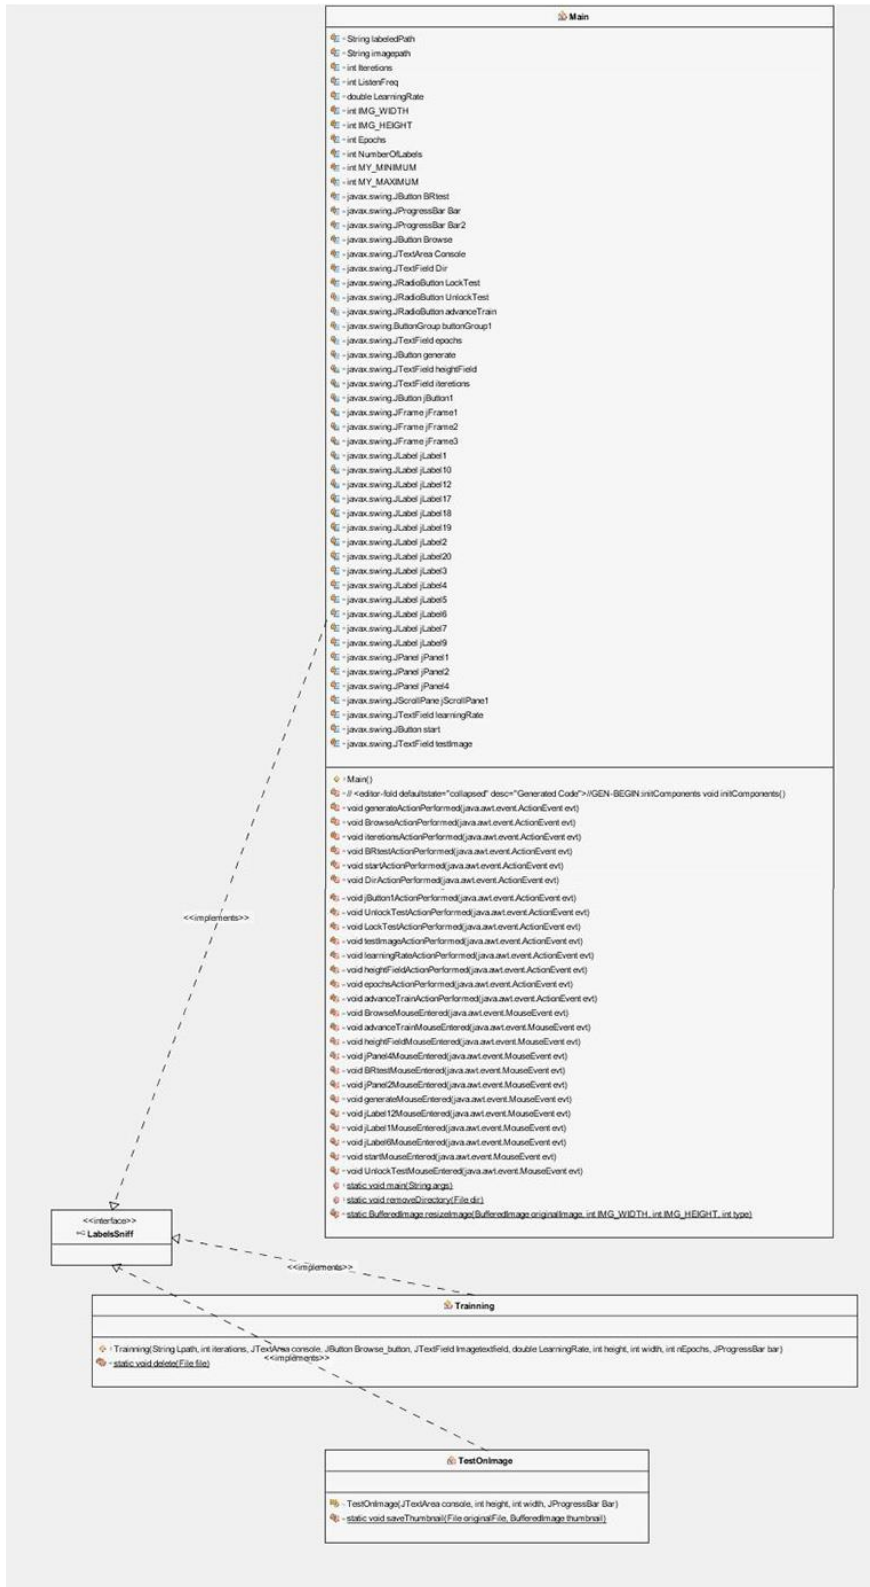 Main
- String labeledPath
- String imagepath
- int Iteretions
- int ListenFreq
- double LearningRate
- int IMG_WIDTH
- int IMG_HEIGHT
- int Epochs
- int NumberOfLabels
- int MY_MINIMUM
- int MY_MAXIMUM
- javax.swing.JButton BRtest
- javax.swing.JProgressBar Bar
- javax.swing.JProgressBar Bar2
- javax.swing.JButton Browse
- javax.swing.JTextArea Console
- javax.swing.JTextField Dir
- javax.swing.JRadioButton LockTest
- javax.swing.JRadioButton UnlockTest
- javax.swing.JRadioButton advanceTrain
- javax.swing.ButtonGroup buttonGroup1
- javax.swing.JTextField epochs
- javax.swing.JButton generate
- javax.swing.JTextField heightField
- javax.swing.JTextField iteretions
- javax.swing.JButton jButton1
- javax.swing.JFrame jFrame1
- javax.swing.JFrame jFrame2
- javax.swing.JFrame jFrame3
- javax.swing.JLabel jLabel1
- javax.swing.JLabel jLabel10
- javax.swing.JLabel jLabel12
- javax.swing.JLabel jLabel17
- javax.swing.JLabel jLabel18
- javax.swing.JLabel jLabel19
- javax.swing.JLabel jLabel2
- javax.swing.JLabel jLabel20
- javax.swing.JLabel jLabel3
- javax.swing.JLabel jLabel4
- javax.swing.JLabel jLabel5
- javax.swing.JLabel jLabel6
- javax.swing.JLabel jLabel7
- javax.swing.JLabel jLabel9
- javax.swing.JPanel jPanel1
- javax.swing.JPanel jPanel2
- javax.swing.JPanel jPanel4
- javax.swing.JScrollPane jScrollPane1
- javax.swing.JTextField learningRate
- javax.swing.JButton start
- javax.swing.JTextField testImage
+ Main()
- // <editor-fold defaultstate="collapsed" desc="Generated Code">//GEN-BEGIN:initComponents void initComponents()
- void generateActionPerformed(java.awt.event.ActionEvent evt)
- void BrowseActionPerformed(java.awt.event.ActionEvent evt)
- void iteretionsActionPerformed(java.awt.event.ActionEvent evt)
- void BRtestActionPerformed(java.awt.event.ActionEvent evt)
- void startActionPerformed(java.awt.event.ActionEvent evt)
- void DirActionPerformed(java.awt.event.ActionEvent evt)
- void jButton1ActionPerformed(java.awt.event.ActionEvent evt)
- void UnlockTestActionPerformed(java.awt.event.ActionEvent evt)
- void LockTestActionPerformed(java.awt.event.ActionEvent evt)
- void testImageActionPerformed(java.awt.event.ActionEvent evt)
- void learningRateActionPerformed(java.awt.event.ActionEvent evt)
- void heightFieldActionPerformed(java.awt.event.ActionEvent evt)
- void epochsActionPerformed(java.awt.event.ActionEvent evt)
- void advanceTrainActionPerformed(java.awt.event.ActionEvent evt)
- void BrowseMouseEntered(java.awt.event.MouseEvent evt)
- void advanceTrainMouseEntered(java.awt.event.MouseEvent evt)
- void heightFieldMouseEntered(java.awt.event.MouseEvent evt)
- void jPanel4MouseEntered(java.awt.event.MouseEvent evt)
- void BRtestMouseEntered(java.awt.event.MouseEvent evt)
- void jPanel2MouseEntered(java.awt.event.MouseEvent evt)
- void generateMouseEntered(java.awt.event.MouseEvent evt)
- void jLabel12MouseEntered(java.awt.event.MouseEvent evt)
- void jLabel1MouseEntered(java.awt.event.MouseEvent evt)
- void jLabel6MouseEntered(java.awt.event.MouseEvent evt)
- void startMouseEntered(java.awt.event.MouseEvent evt)
- void UnlockTestMouseEntered(java.awt.event.MouseEvent evt)
+ static void main(String args)
+ static void removeDirectory(File dir)
- static BufferedImage resizeImage(BufferedImage originalImage, int IMG_WIDTH, int IMG_HEIGHT, int type)
<<implements>>
<<interface>>
LabelsSniff
<<implements>>
Trainning
+ Trainning(String Lpath, int iterations, JTextArea console, JButton Browse_button, JTextField Imagetextfield, double LearningRate, int height, int width, int nEpochs, JProgressBar bar)
- static void delete(File file)
<<implements>>
TestOnImage
- TestOnImage(JTextArea console, int height, int width, JProgressBar Bar)
- static void saveThumbnail(File originalFile, BufferedImage thumbnail)